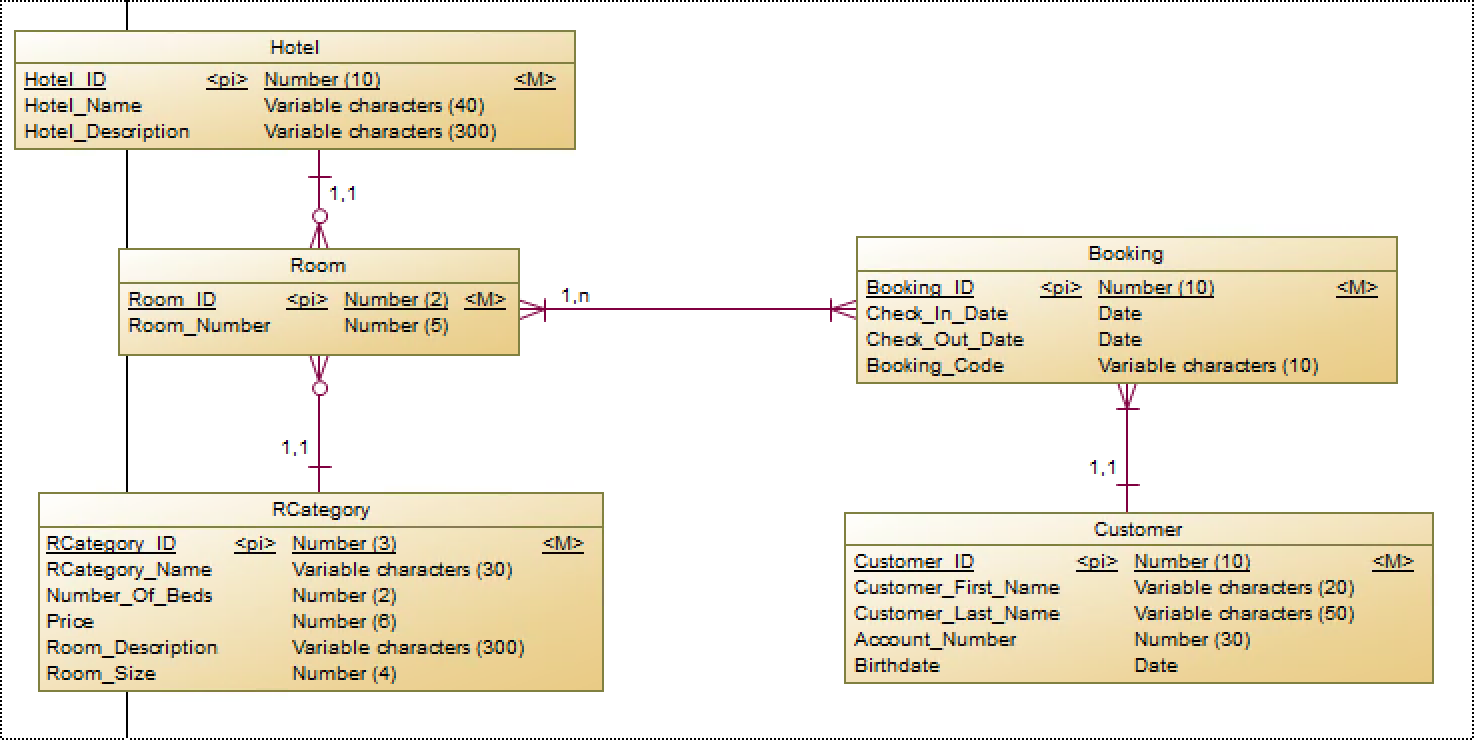 Hotel
Hotel_ID <pi> Number (10) <M>
Hotel_Name Variable characters (40)
Hotel_Description Variable characters (300)
1,1
Room
Room_ID <pi> Number (2) <M>
Room_Number Number (5)
1,n
Booking
Booking_ID <pi> Number (10) <M>
Check_In_Date Date
Check_Out_Date Date
Booking_Code Variable characters (10)
1,1
1,1
RCategory
RCategory_ID <pi> Number (3) <M>
RCategory_Name Variable characters (30)
Number_Of_Beds Number (2)
Price Number (6)
Room_Description Variable characters (300)
Room_Size Number (4)
Customer
Customer_ID <pi> Number (10) <M>
Customer_First_Name Variable characters (20)
Customer_Last_Name Variable characters (50)
Account_Number Number (30)
Birthdate Date